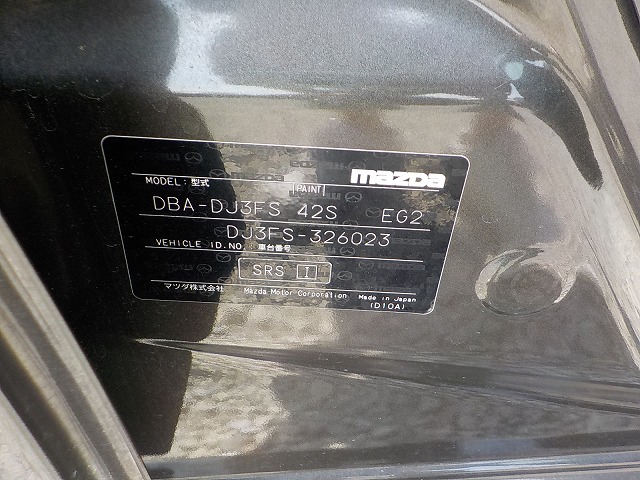 mazda
MODEL:型式 PAINT
DBA-DJ3FS 42S EG2
DJ3FS-326023
VEHICLE ID.NO 車台番号
SRS I
マツダ株式会社 Mazda Motor Corporation Made in Japan
(D10A)